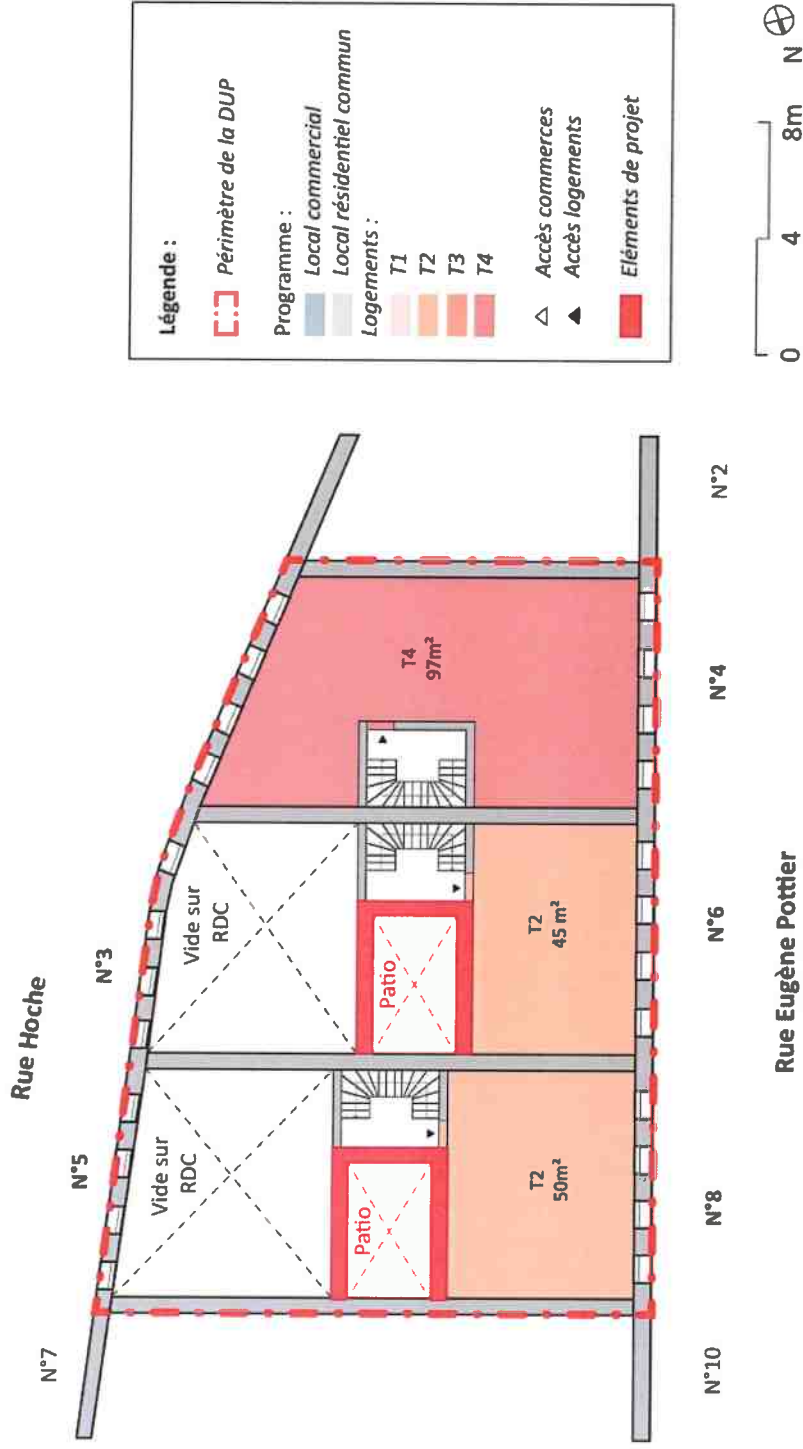 Rue Hoche
N°7
N°5
N°3
Vide sur
RDC
Vide sur
RDC
Patio
Patio
T4
97m²
T2
45 m²
T2
50m²
N°10
N°8
N°6
N°4
N°2
Rue Eugène Pottier
Légende :
Périmètre de la DUP
Programme :
Local commercial
Local résidentiel commun
Logements :
T1
T2
T3
T4
Accès commerces
Accès logements
Eléments de projet
0 4 8m N